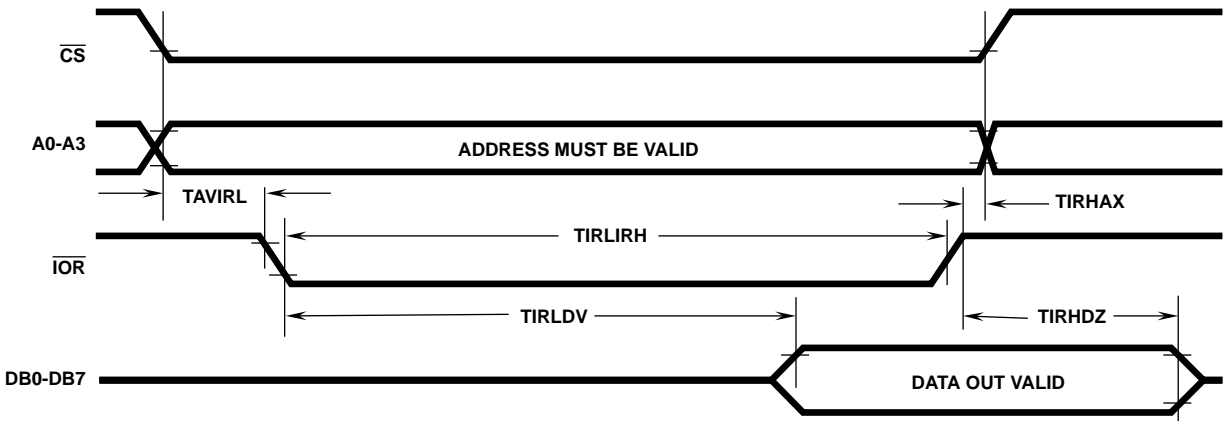 CS
A0-A3
ADDRESS MUST BE VALID
TAVIRL
TIRHAX
TIRLIRH
IOR
TIRLDV
TIRHDZ
DB0-DB7
DATA OUT VALID